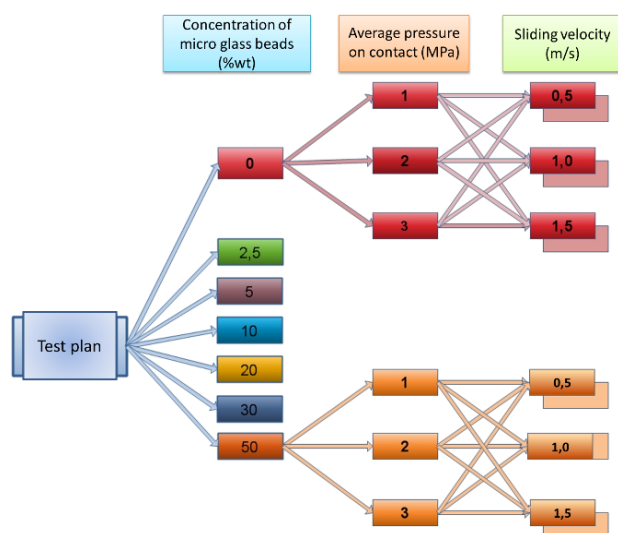 Concentration of
micro glass beads
(%wt)
Average pressure
on contact (MPa)
Sliding velocity
(m/s)
1
0,5
0
2
1,0
3
1,5
2,5
5
10
Test plan
20
30
50
1
0,5
2
1,0
3
1,5